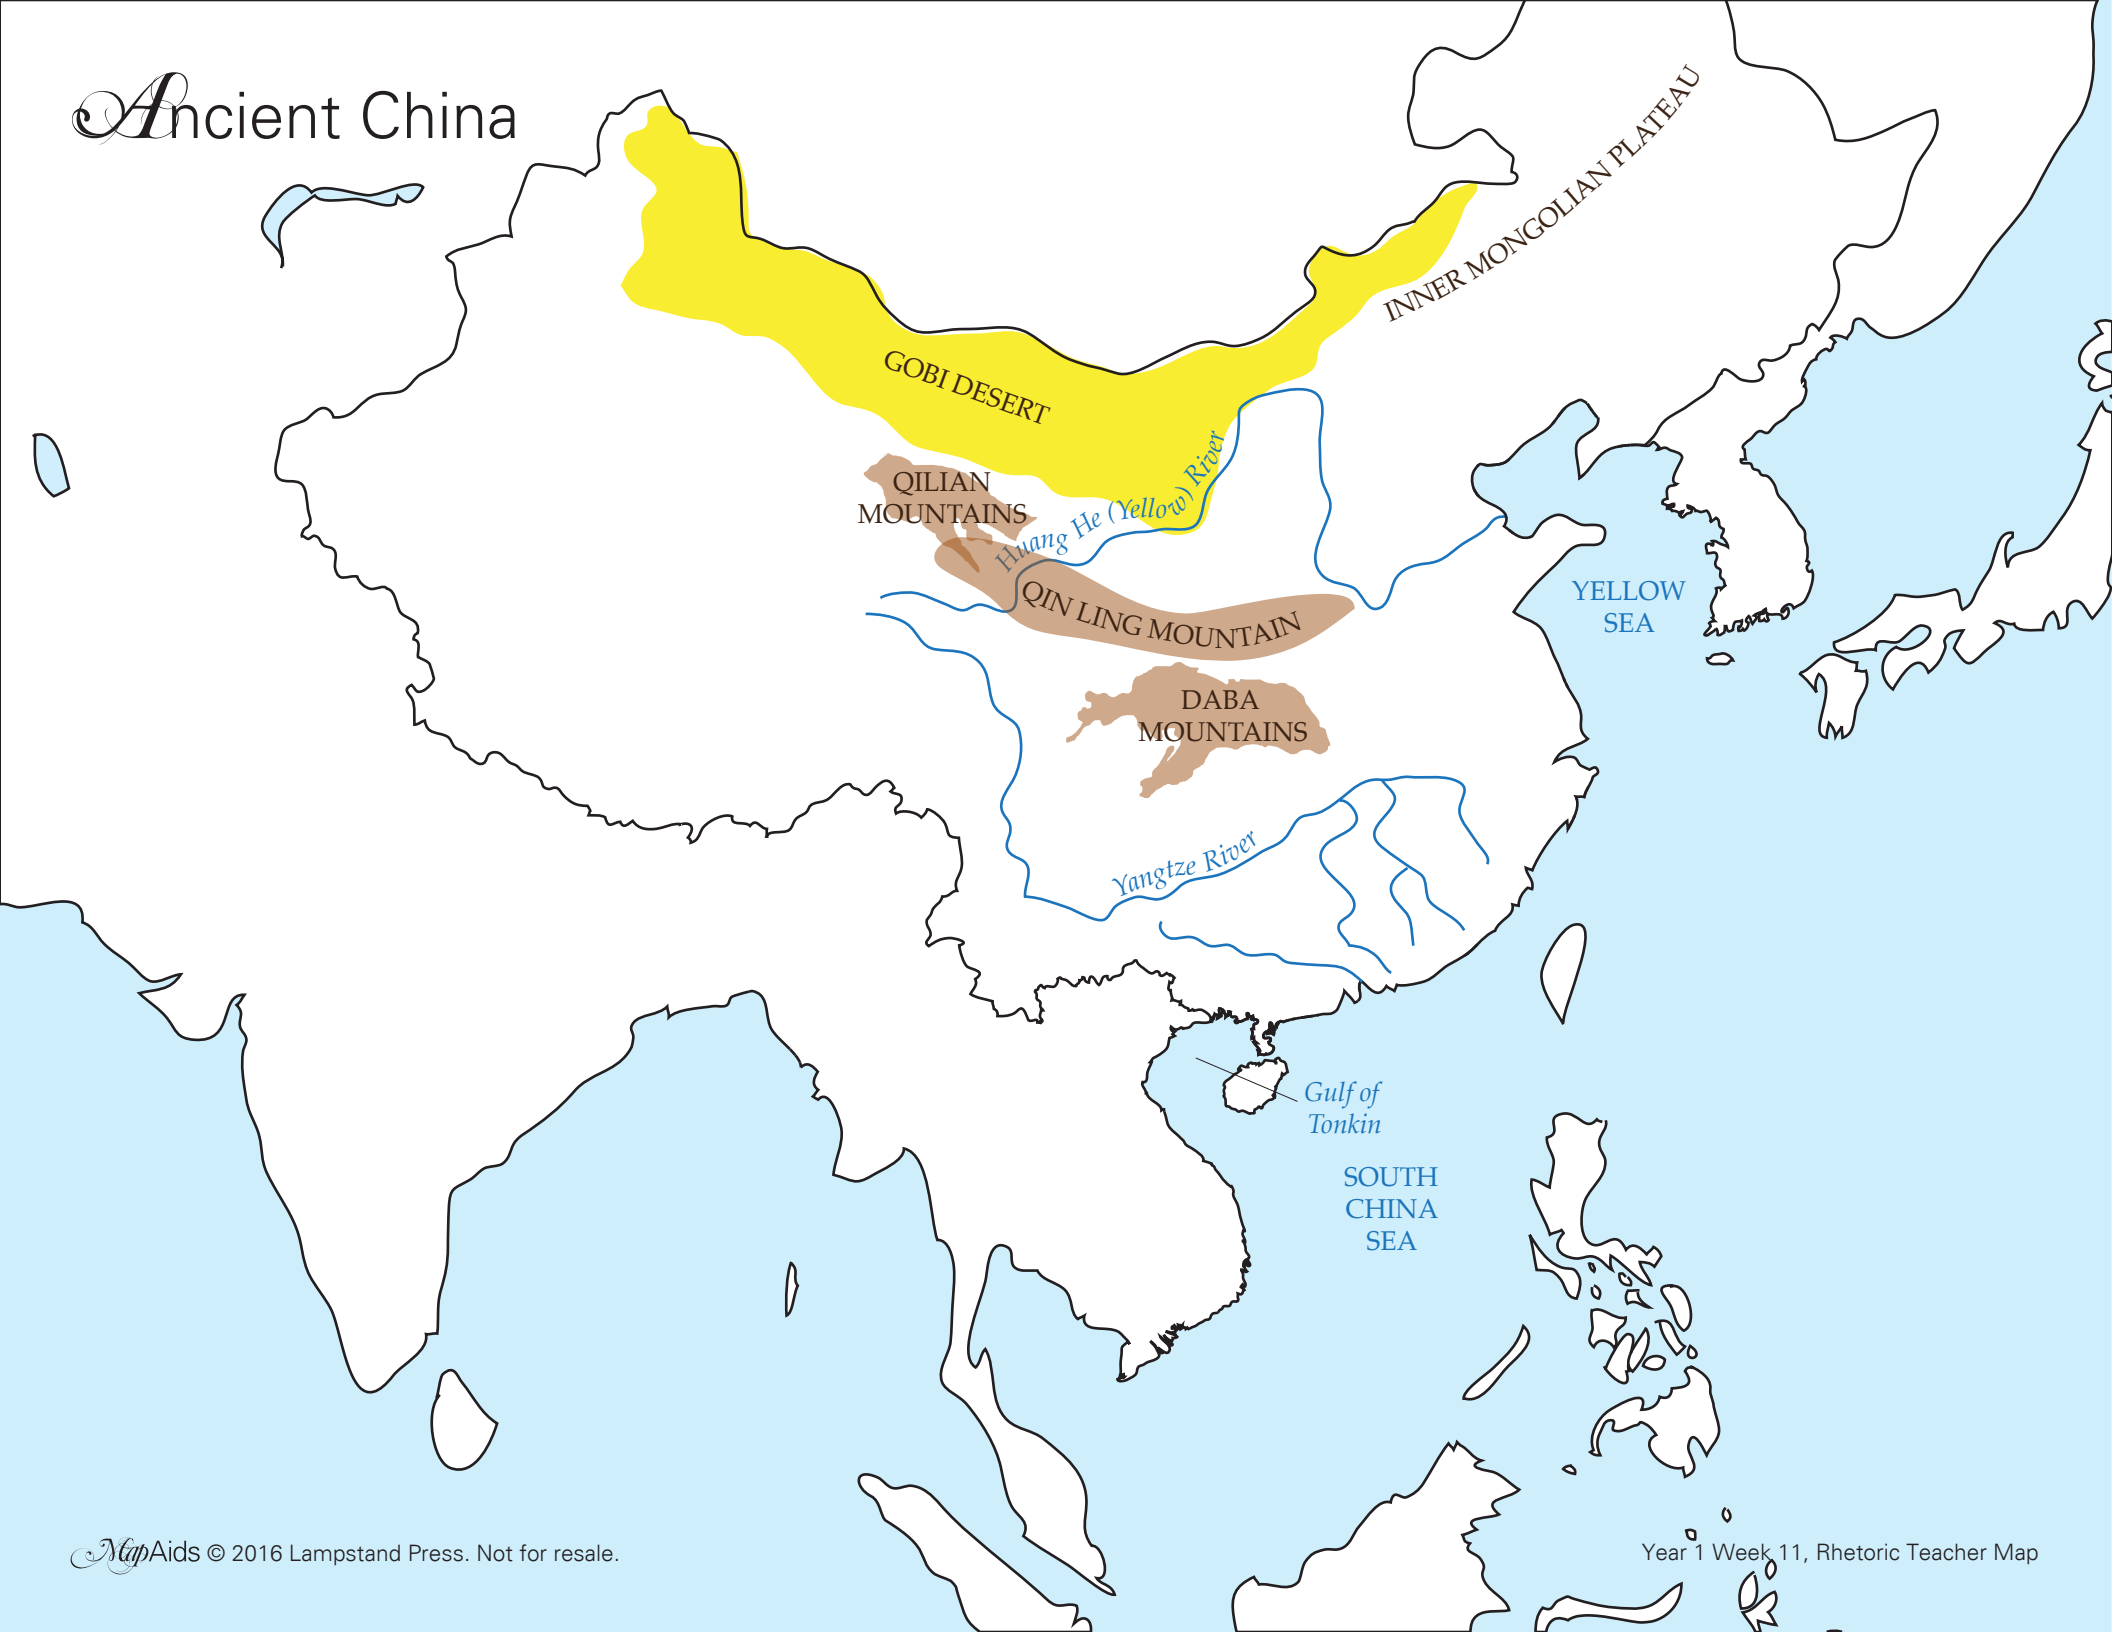 Ancient China
INNER MONGOLIAN PLATEAU
GOBI DESERT
QILIAN
MOUNTAINS
Huang He (Yellow) River
QIN LING MOUNTAIN
YELLOW
SEA
DABA
MOUNTAINS
Yangtze River
Gulf of
Tonkin
SOUTH
CHINA
SEA
MapAids © 2016 Lampstand Press. Not for resale.
Year 1 Week 11, Rhetoric Teacher Map